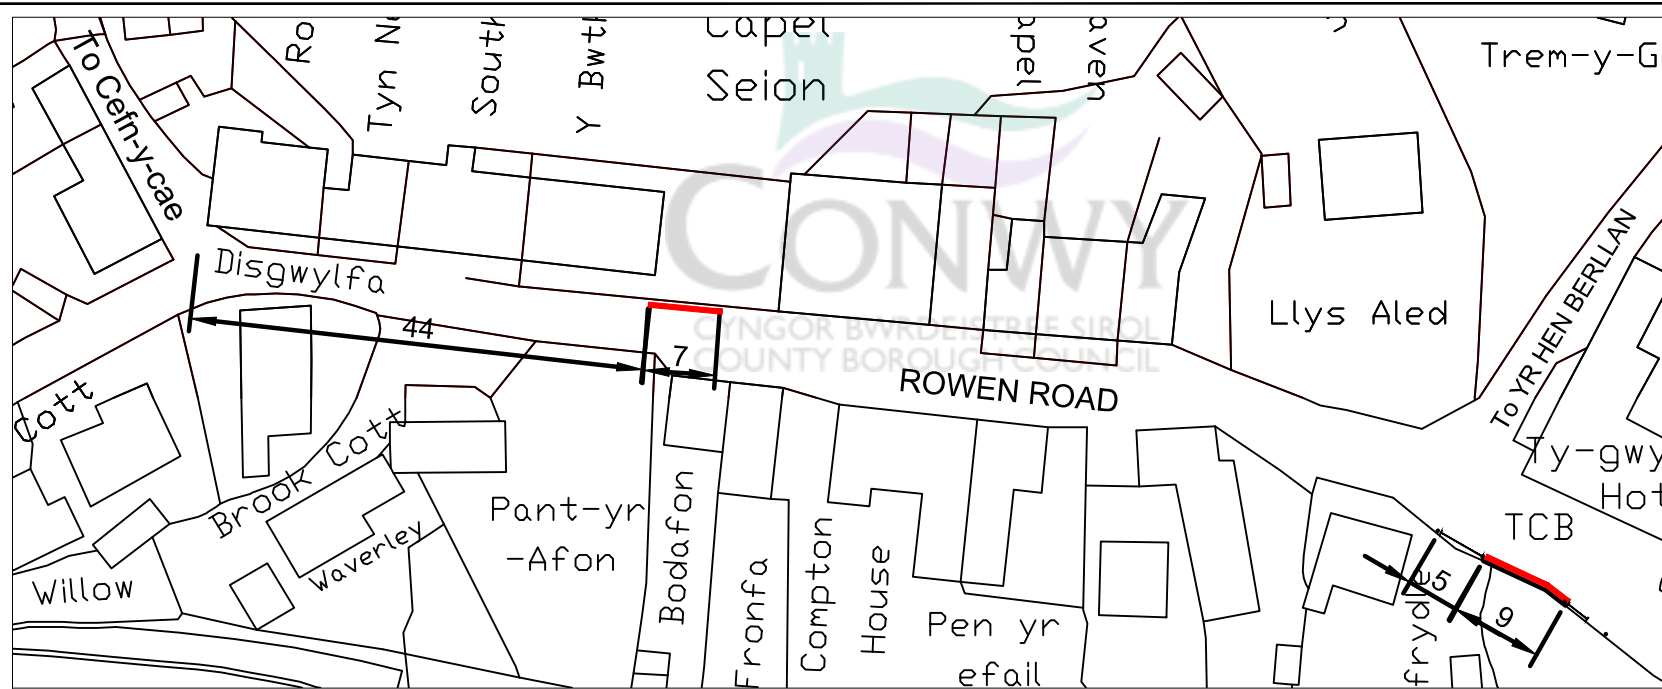 Capel
Seion
Y Bwth
To Cefn-y-cae
Trem-y-G
CONWY
CYNGOR BWRDEISTREF SIROL
COUNTY BOROUGH COUNCIL
Disgwylfa
44
7
ROWEN ROAD
Llys Aled
To YR HEN BERLLAN
Ty-gwy
Hot
TCB
Cott
Brook Cott
Waverley
Willow
Pant-yr
-Afon
Bodafon
Fronfa
Compton
House
Pen yr
efail
frydle
5
9